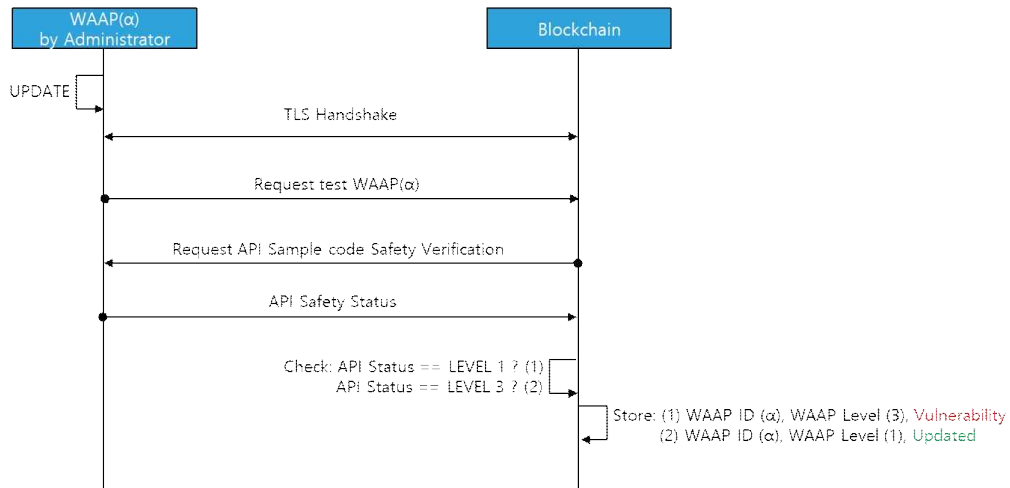 WAAP(α)
by Administrator
Blockchain
UPDATE
TLS Handshake
Request test WAAP(α)
Request API Sample code Safety Verification
API Safety Status
Check: API Status == LEVEL 1 ? (1)
API Status == LEVEL 3 ? (2)
Store: (1) WAAP ID (α), WAAP Level (3), Vulnerability
(2) WAAP ID (α), WAAP Level (1), Updated